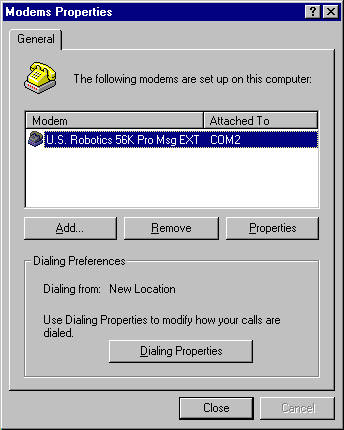 Modems Properties
General
The following modems are set up on this computer:
Modem Attached To
U.S. Robotics 56K Pro Msg EXT COM2
Add... Remove Properties
Dialing Preferences
Dialing from: New Location
Use Dialing Properties to modify how your calls are
dialed.
Dialing Properties
Close Cancel